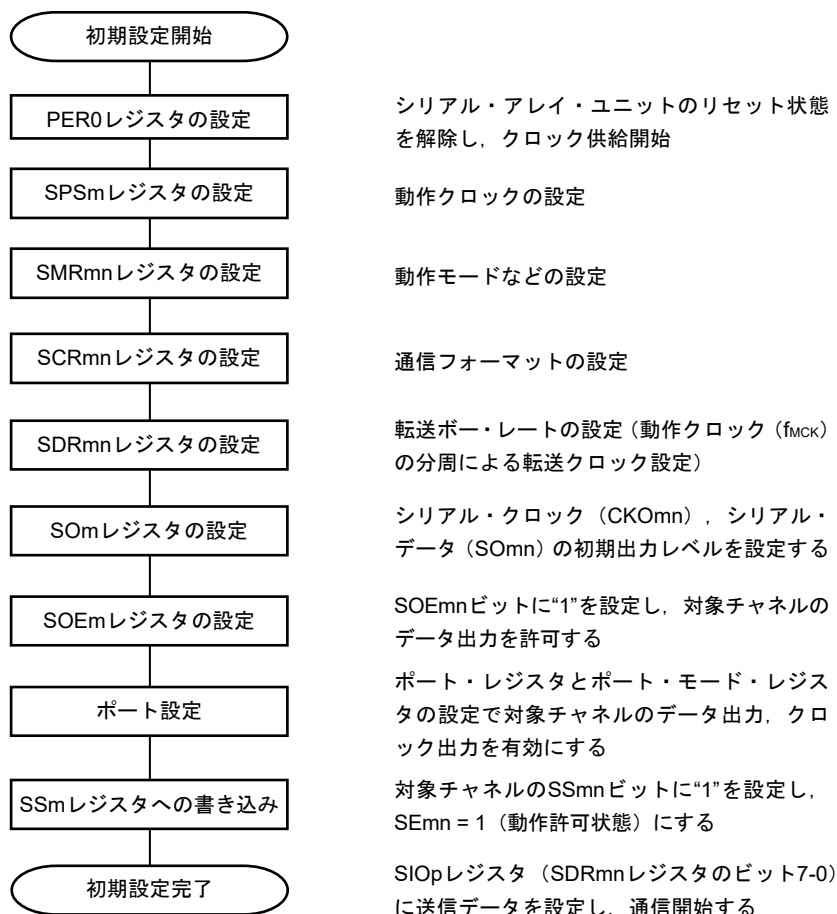 初期設定開始
PER0レジスタの設定
シリアル・アレイ・ユニットのリセット状態
を解除し，クロック供給開始
SPSmレジスタの設定
動作クロックの設定
SMRmnレジスタの設定
動作モードなどの設定
SCRmnレジスタの設定
通信フォーマットの設定
SDRmnレジスタの設定
転送ボー・レートの設定（動作クロック（fMCK）
の分周による転送クロック設定）
SOmレジスタの設定
シリアル・クロック（CKOmn），シリアル・
データ（SOmn）の初期出力レベルを設定する
SOEmレジスタの設定
SOEmnビットに“1”を設定し，対象チャネルの
データ出力を許可する
ポート設定
ポート・レジスタとポート・モード・レジス
タの設定で対象チャネルのデータ出力，クロ
ック出力を有効にする
SSmレジスタへの書き込み
対象チャネルのSSmnビットに“1”を設定し，
SEmn = 1（動作許可状態）にする
初期設定完了
SIOpレジスタ（SDRmnレジスタのビット7-0）
に送信データを設定し，通信開始する